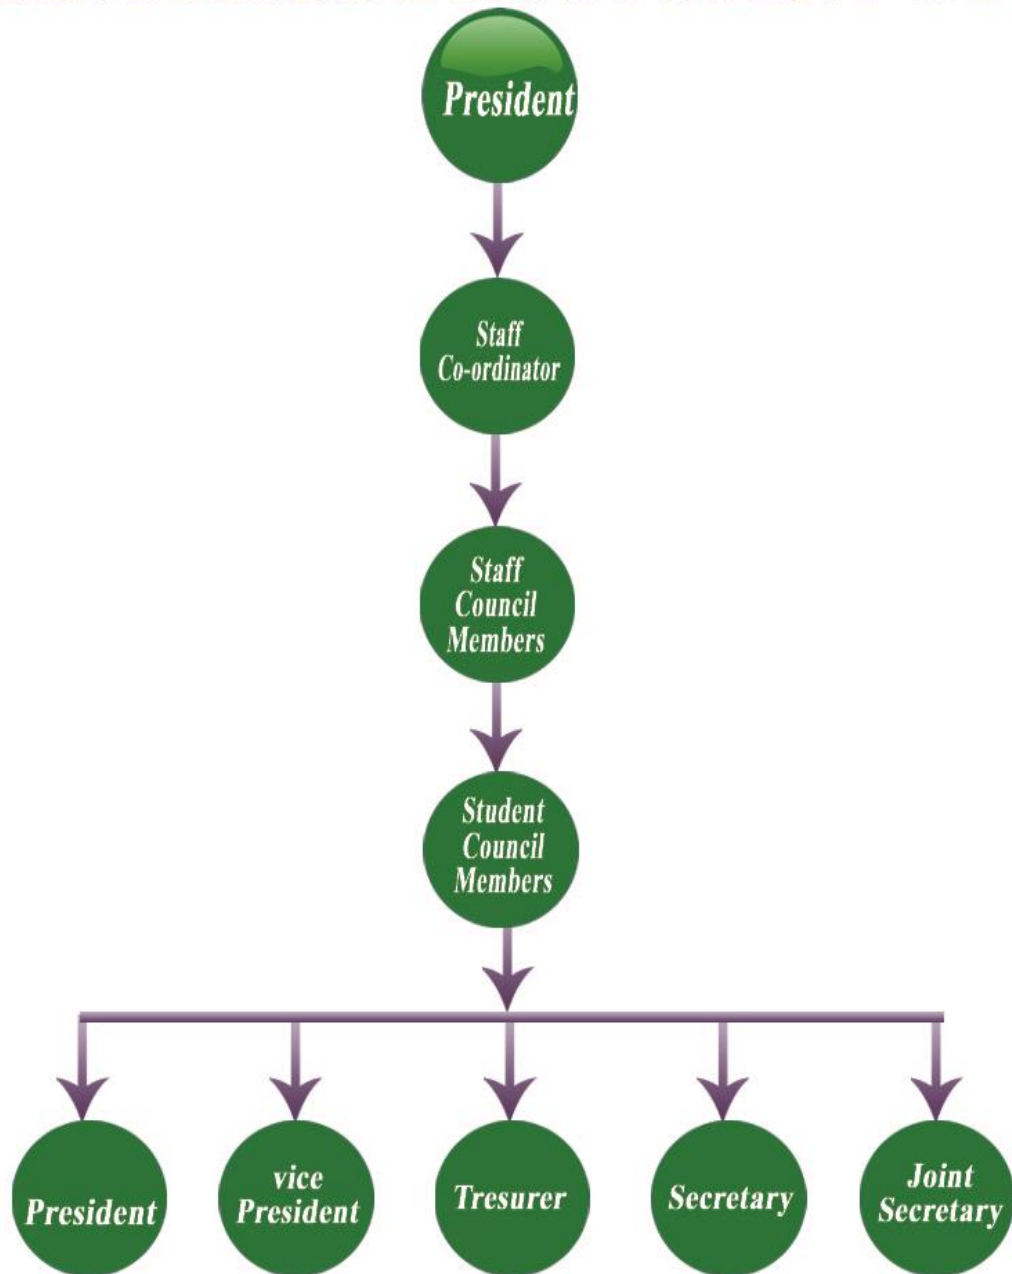 President
Staff
Co-ordinator
Staff
Council
Members
Student
Council
Members
President
vice
President
Tresurer
Secretary
Joint
Secretary